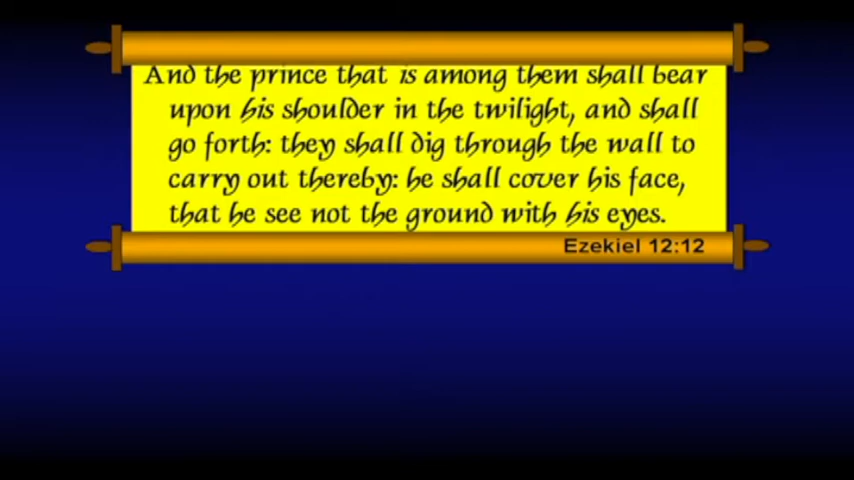 And the prince that is among them shall bear
upon his shoulder in the twilight, and shall
go forth: they shall dig through the wall to
carry out thereby: he shall cover his face,
that he see not the ground with his eyes.
Ezekiel 12:12